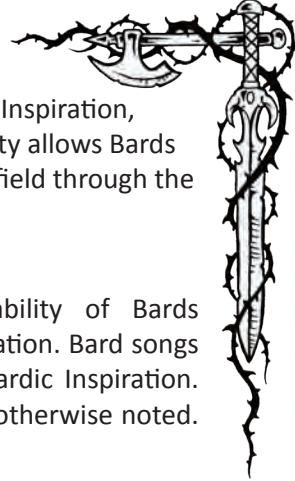 Inspiration,
ty allows Bards
field through the
ability of Bards
ation. Bard songs
ardic Inspiration.
otherwise noted.